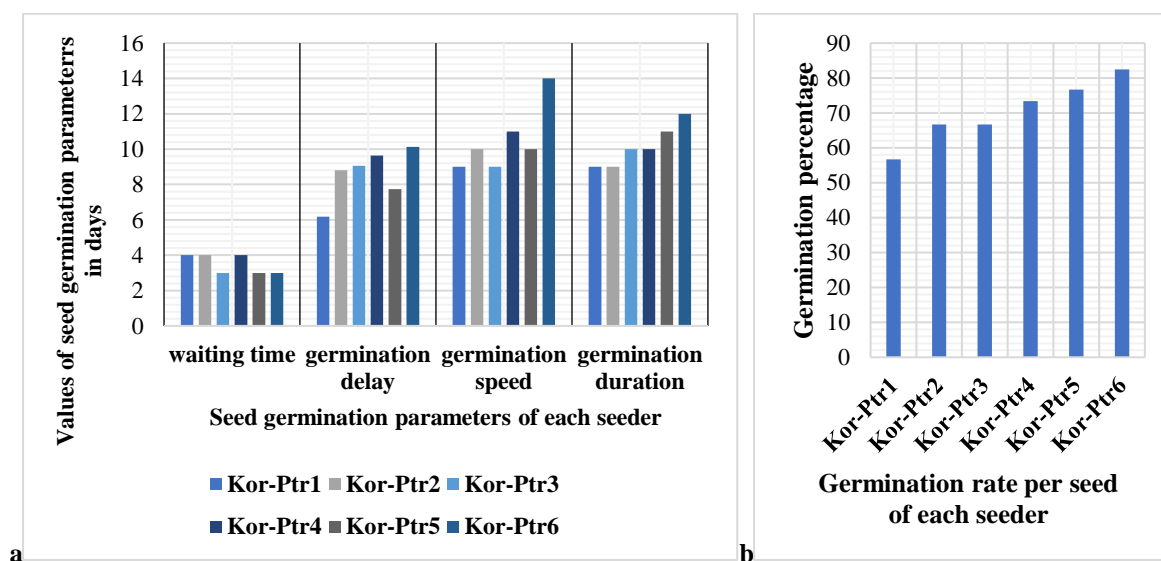 Values of seed germination parameterrs
in days
16
14
12
10
8
6
4
2
0
waiting time germination germination germination
delay speed duration
Seed germination parameters of each seeder
Kor-Ptr1 Kor-Ptr2 Kor-Ptr3
Kor-Ptr4 Kor-Ptr5 Kor-Ptr6
a
Germination percentage
90
80
70
60
50
40
30
20
10
0
Kor-Ptr1
Kor-Ptr2
Kor-Ptr3
Kor-Ptr4
Kor-Ptr5
Kor-Ptr6
Germination rate per seed
of each seeder
b